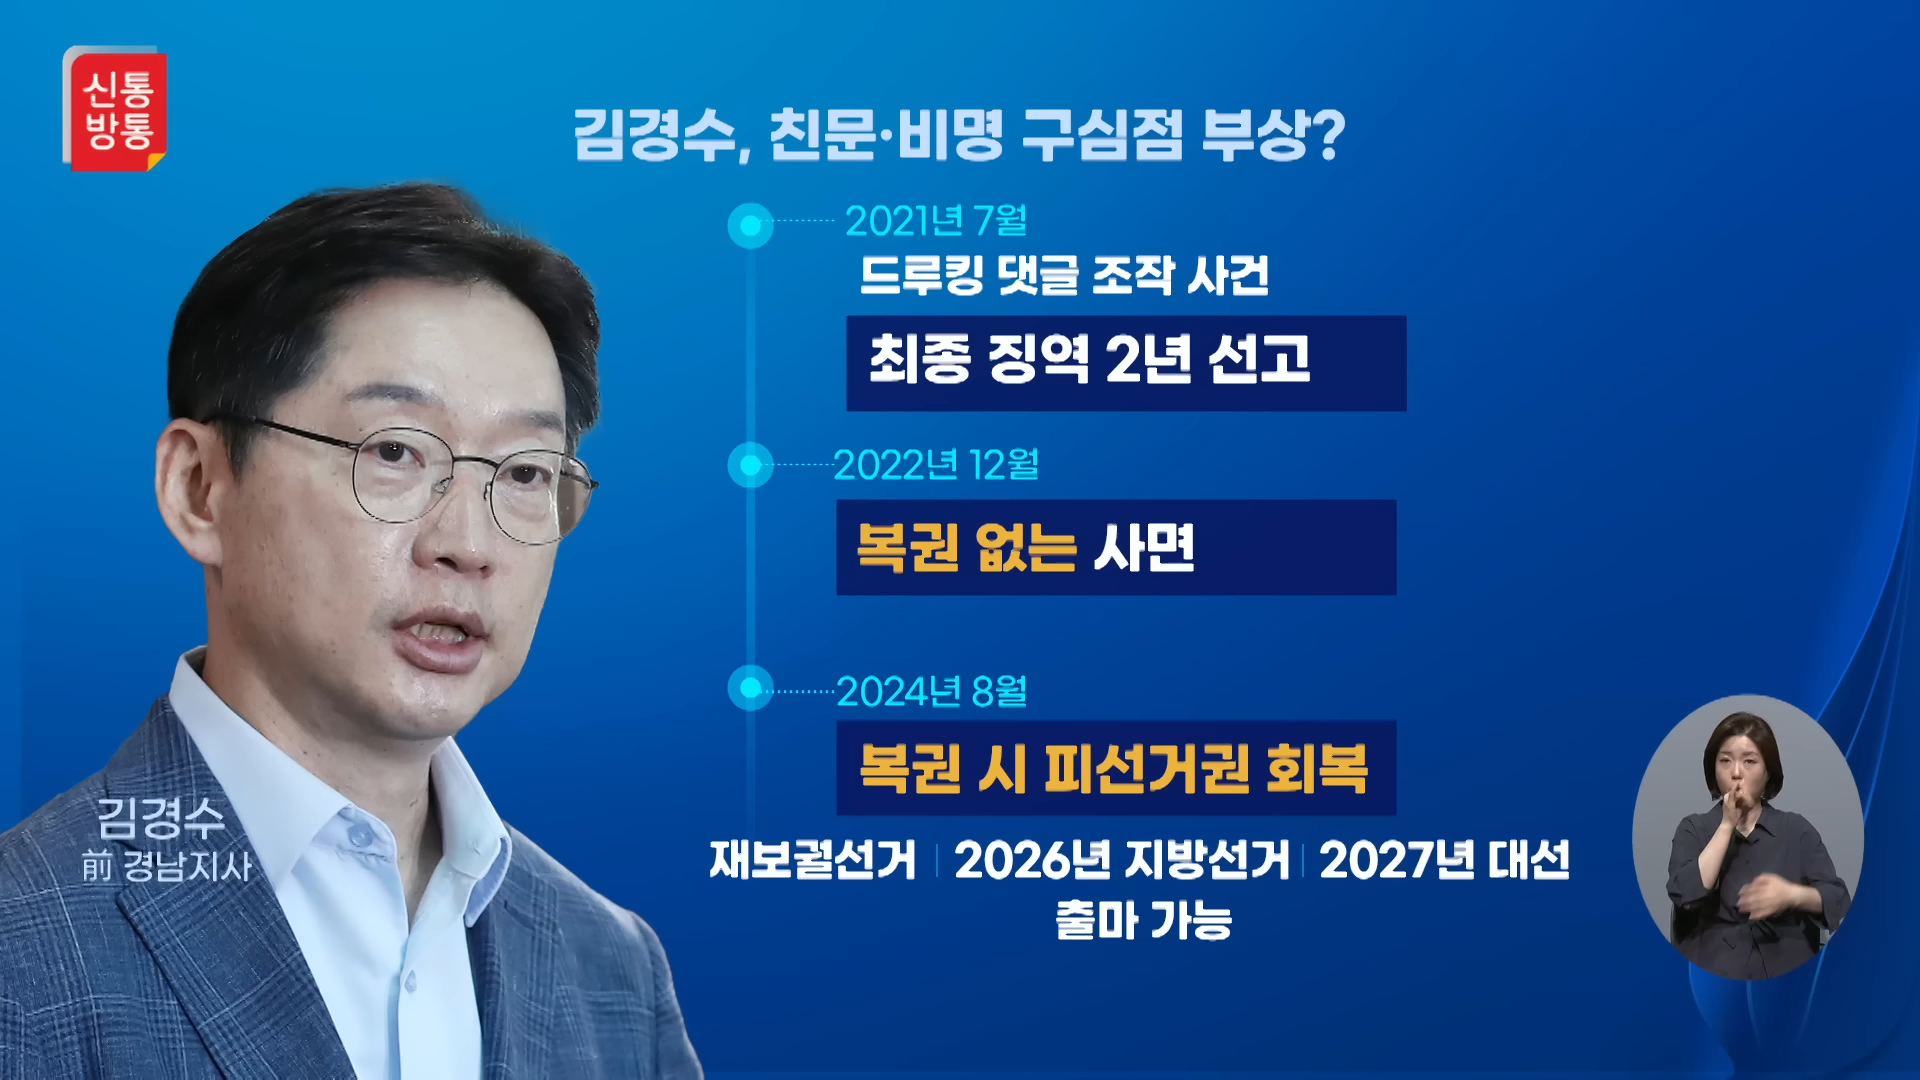 신통
방통
김경수, 친문·비명 구심점 부상?
2021년 7월
드루킹 댓글 조작 사건
최종 징역 2년 선고
2022년 12월
복권 없는 사면
2024년 8월
복권 시 피선거권 회복
재보궐선거 | 2026년 지방선거 | 2027년 대선
출마 가능
김경수
前 경남지사